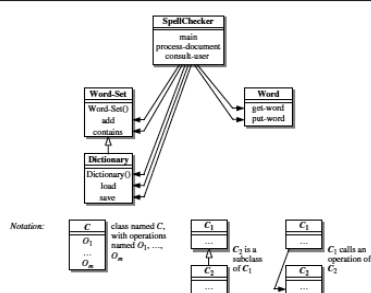 SpellChecker
main
process-document
consult-user
Word-Set
Word-Set()
add
contains
Word
get-word
put-word
Dictionary
Dictionary()
load
save
Notation:
C
O1
...
Om
class named C,
with operations
named O1, ...,
Om
C1
...
C2
...
C2 is a
subclass
of C1
C1
...
C2
...
C1 calls an
operation of
C2